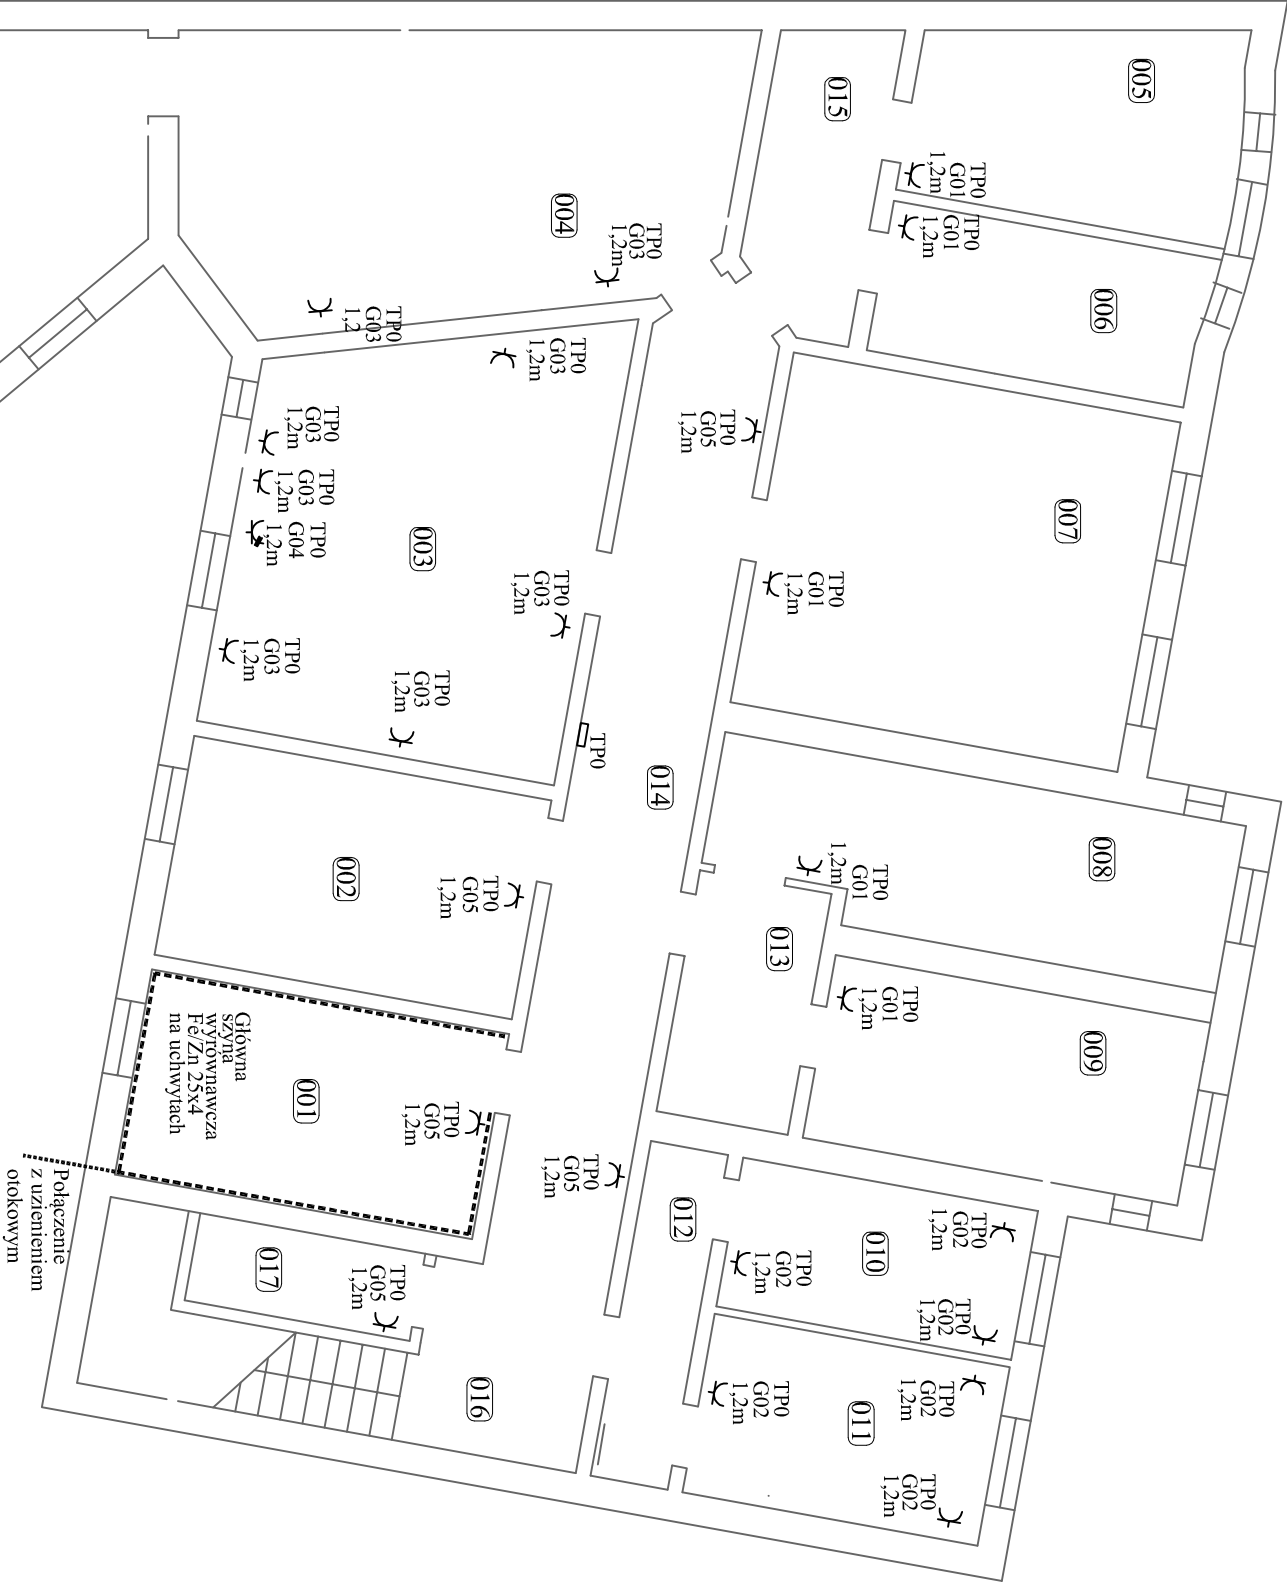 005
015
TP0
G01
1,2m
TP0
G01
1,2m
004
TP0
G03
1,2m
006
TP0
G03
1,2
TP0
G03
1,2m
TP0
G05
1,2m
TP0
G03
1,2m
TP0
G03
1,2m
TP0
G04
1,2m
003
007
TP0
G01
1,2m
TP0
G03
1,2m
TP0
G03
1,2m
TP0
G03
1,2m
TP0
014
008
TP0
G01
1,2m
002
TP0
G05
1,2m
013
TP0
G01
1,2m
009
Główna
szyna
wyrównawcza
Fe/Zn 25x4
na uchwytach
001
TP0
G05
1,2m
TP0
G05
1,2m
Połączenie
z uzienieniem
otokowym
012
TP0
G02
1,2m
010
TP0
G02
1,2m
TP0
G02
1,2m
017
TP0
G05
1,2m
016
TP0
G02
1,2m
TP0
G02
1,2m
011
TP0
G02
1,2m